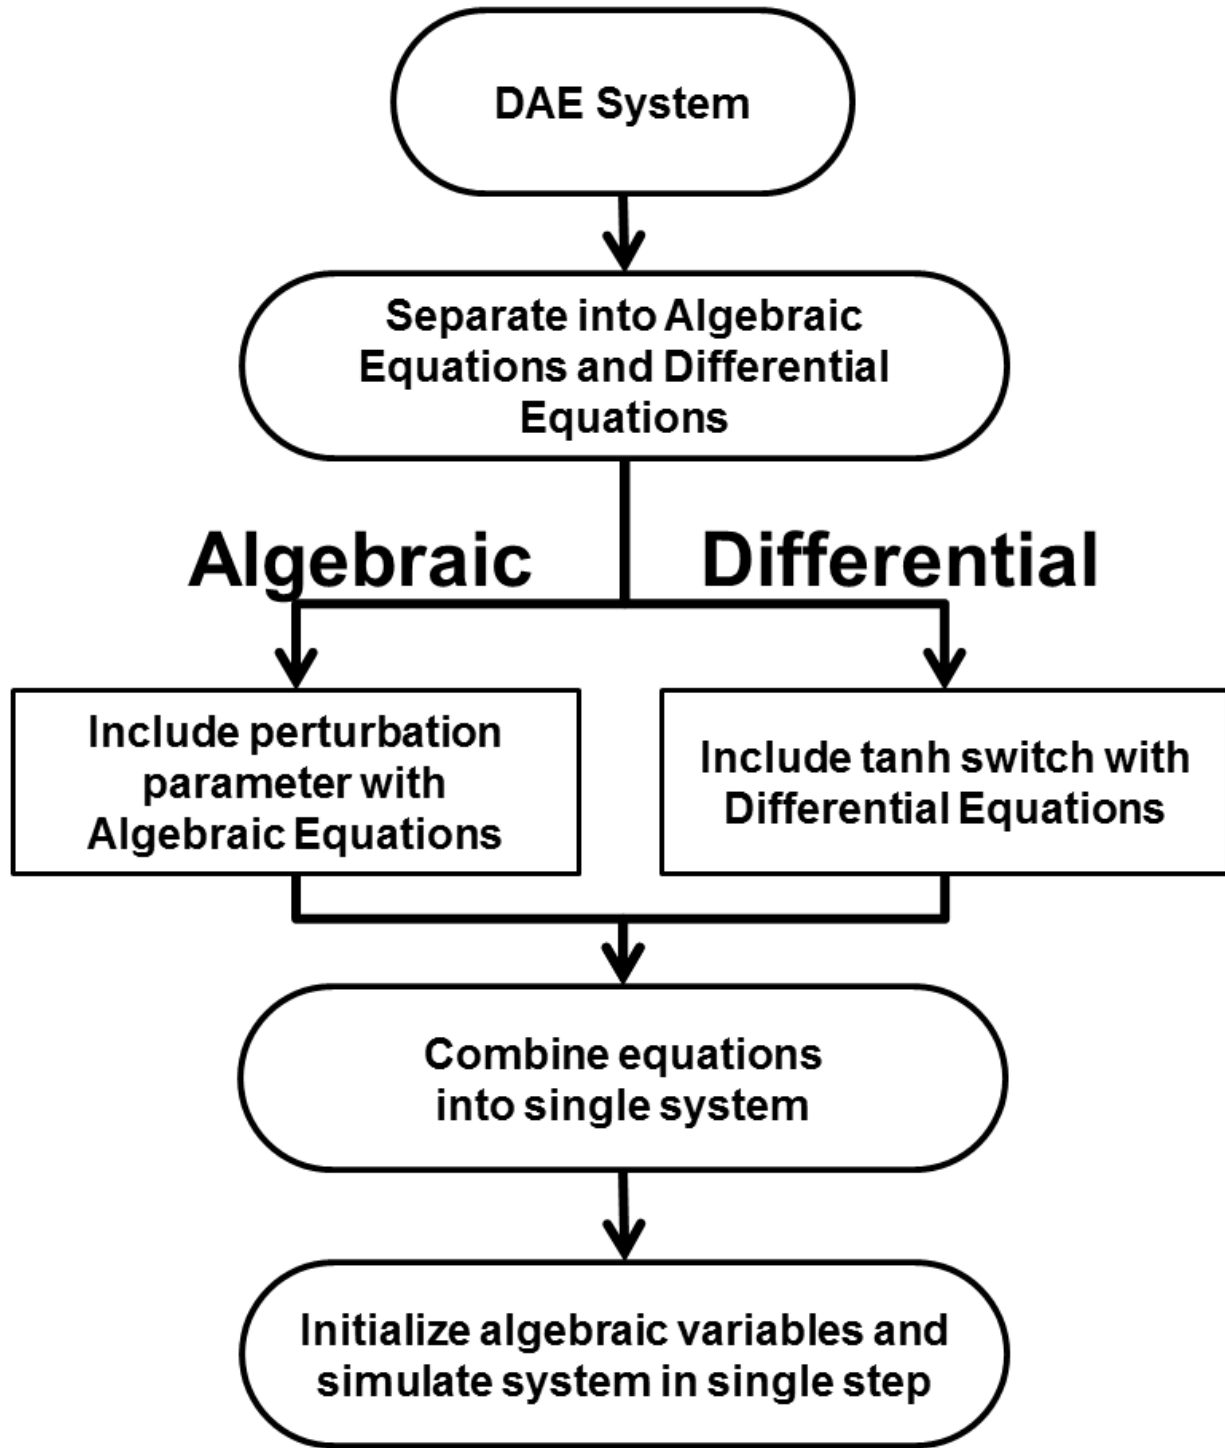 DAE System
Separate into Algebraic
Equations and Differential
Equations
Algebraic
Differential
Include perturbation
parameter with
Algebraic Equations
Include tanh switch with
Differential Equations
Combine equations
into single system
Initialize algebraic variables and
simulate system in single step